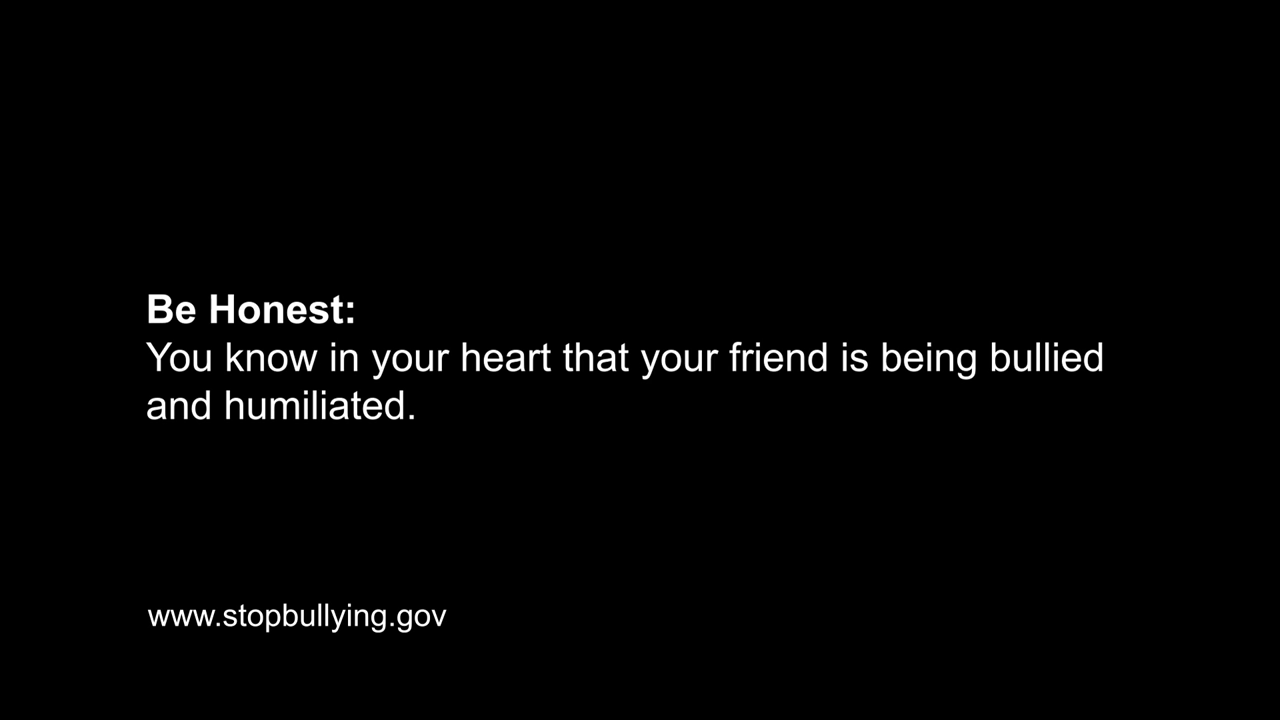 Be Honest:
You know in your heart that your friend is being bullied
and humiliated.
www.stopbullying.gov